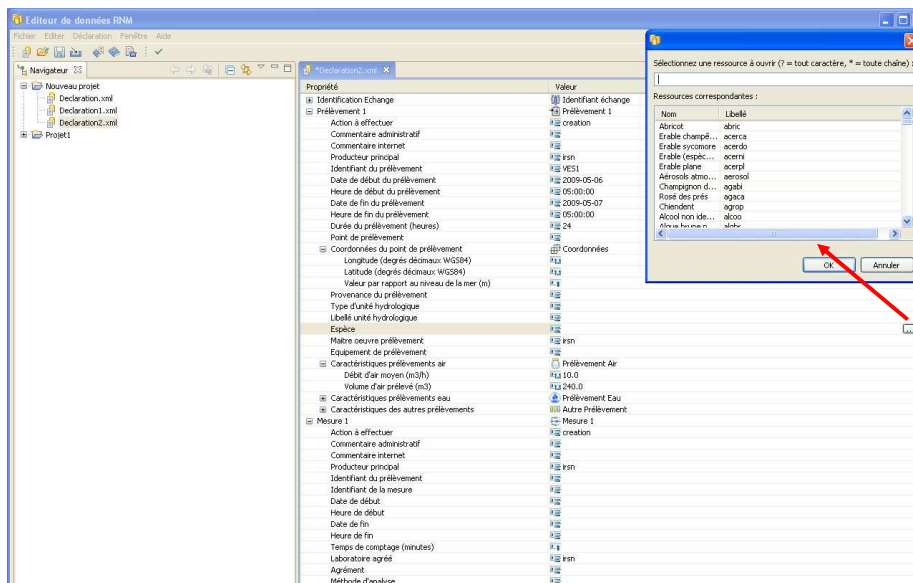 Editeur de données RNM
Fichier Editer Déclaration Fenêtre Aide
Navigateur
Nouveau projet
Declaration.xml
Declaration1.xml
Declaration2.xml
Projet1
*Declaration2.xml
Propriété Valeur
Identification Echange Identifiant échange
Prélèvement 1 Prélèvement 1
Action à effectuer creation
Commentaire administratif
Commentaire internet
Producteur principal irsn
Identifiant du prélèvement VES1
Date de début du prélèvement 2009-05-06
Heure de début du prélèvement 05:00:00
Date de fin du prélèvement 2009-05-07
Heure de fin du prélèvement 05:00:00
Durée du prélèvement (heures) 24
Point de prélèvement
Coordonnées du point de prélèvement Coordonnées
Longitude (degrés décimaux WGS84)
Latitude (degrés décimaux WGS84)
Valeur par rapport au niveau de la mer (m)
Provenance du prélèvement
Type d'unité hydrologique
Libellé unité hydrologique
Espèce ...
Maitre oeuvre prélèvement irsn
Equipement de prélèvement
Caractéristiques prélèvements air Prélèvement Air
Débit d'air moyen (m3/h) 10.0
Volume d'air prélevé (m3) 240.0
Caractéristiques prélèvements eau Prélèvement Eau
Caractéristiques des autres prélèvements Autre Prélèvement
Mesure 1 Mesure 1
Action à effectuer creation
Commentaire administratif
Commentaire internet
Producteur principal irsn
Identifiant du prélèvement
Identifiant de la mesure
Date de début
Heure de début
Date de fin
Heure de fin
Temps de comptage (minutes)
Laboratoire agréé irsn
Agrément
Méthode d'analyse
Sélectionnez une ressource à ouvrir (? = tout caractère, * = toute chaîne) :
Ressources correspondantes :
Nom Libellé
Abricot abric
Erable champê... acerca
Erable sycomore acerdo
Erable (espèc... acerni
Erable plane acerpl
Aérosols atmo... aerosol
Champignon d... agabi
Rosé des prés agaca
Chiendent agrop
Alcool non ide... alcoo
Algue brune n... algbr
OK Annuler